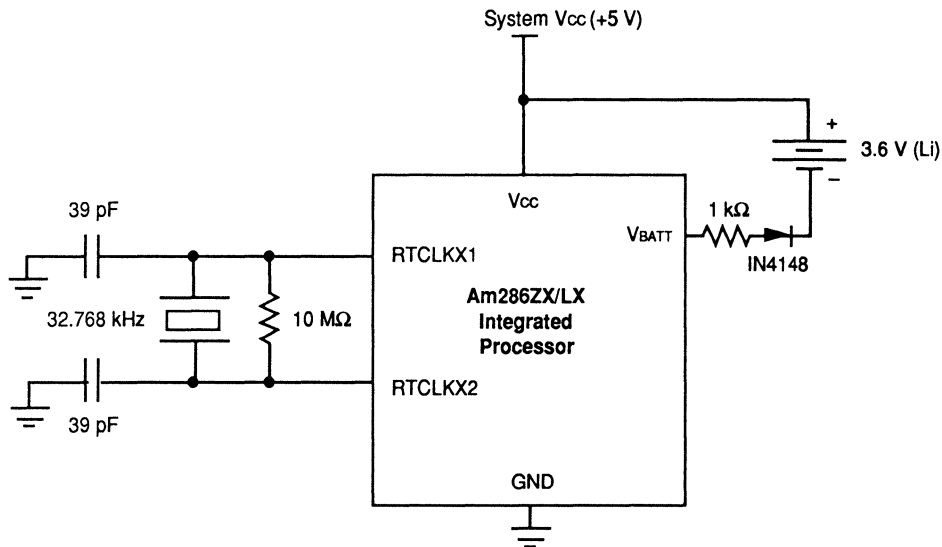 System Vcc (+5 V)
+
3.6 V (Li)
–
39 pF
Vcc
1 kΩ
VBATT
IN4148
RTCLKX1
Am286ZX/LX
Integrated
Processor
32.768 kHz
10 MΩ
RTCLKX2
39 pF
GND